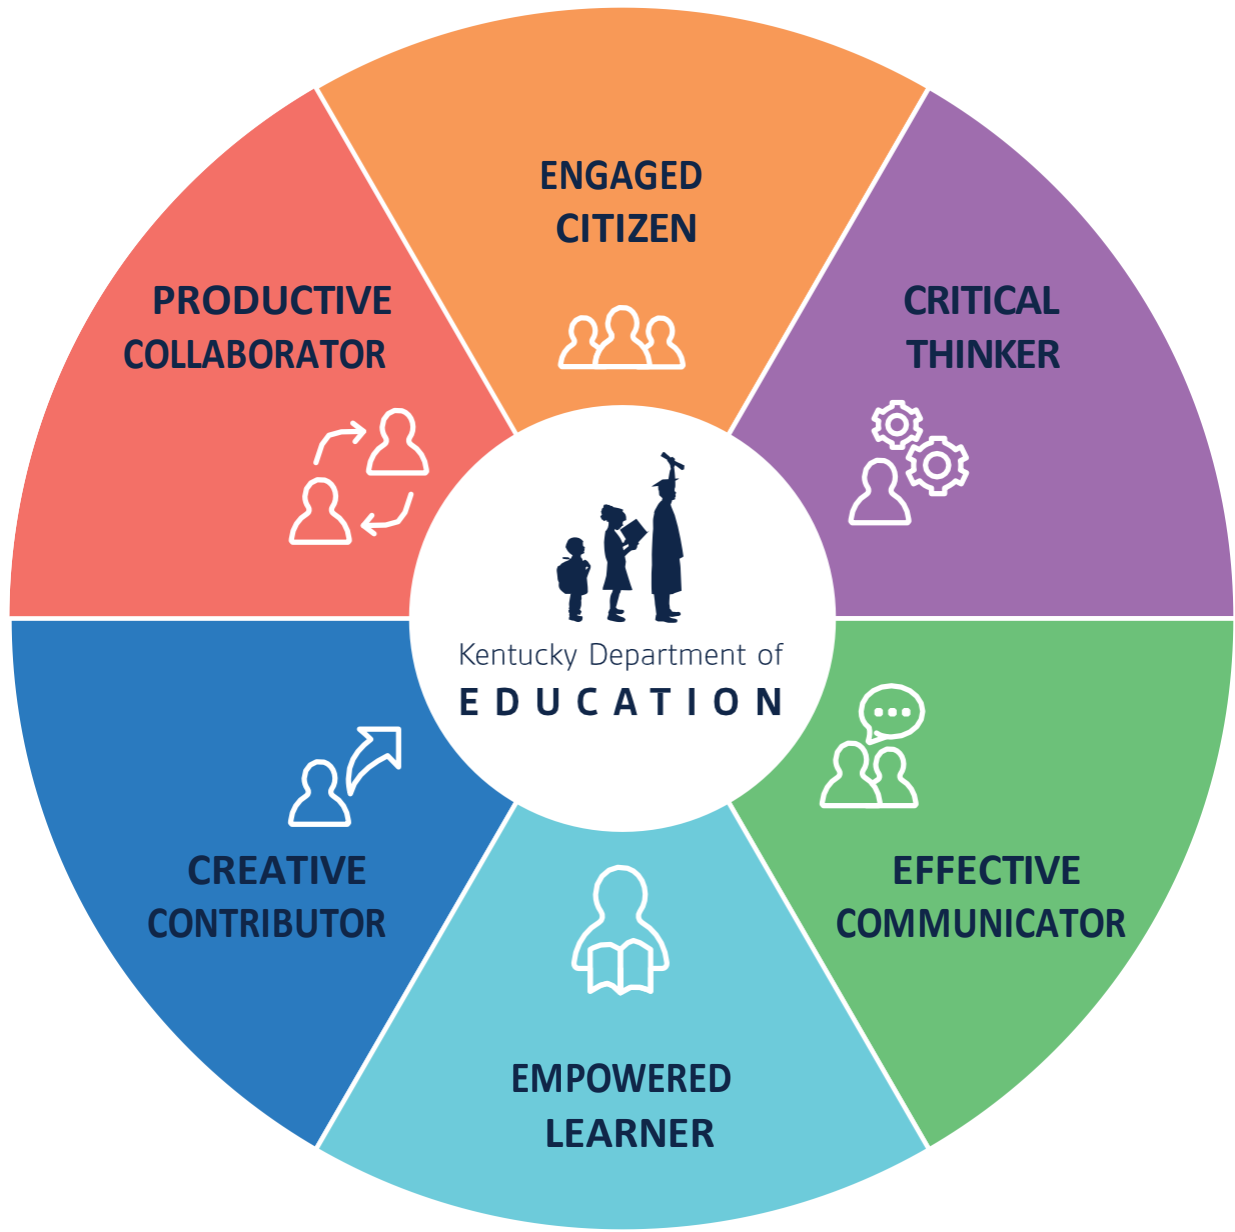 ENGAGED
CITIZEN
PRODUCTIVE
COLLABORATOR
CRITICAL
THINKER
Kentucky Department of
EDUCATION
CREATIVE
CONTRIBUTOR
EFFECTIVE
COMMUNICATOR
EMPOWERED
LEARNER